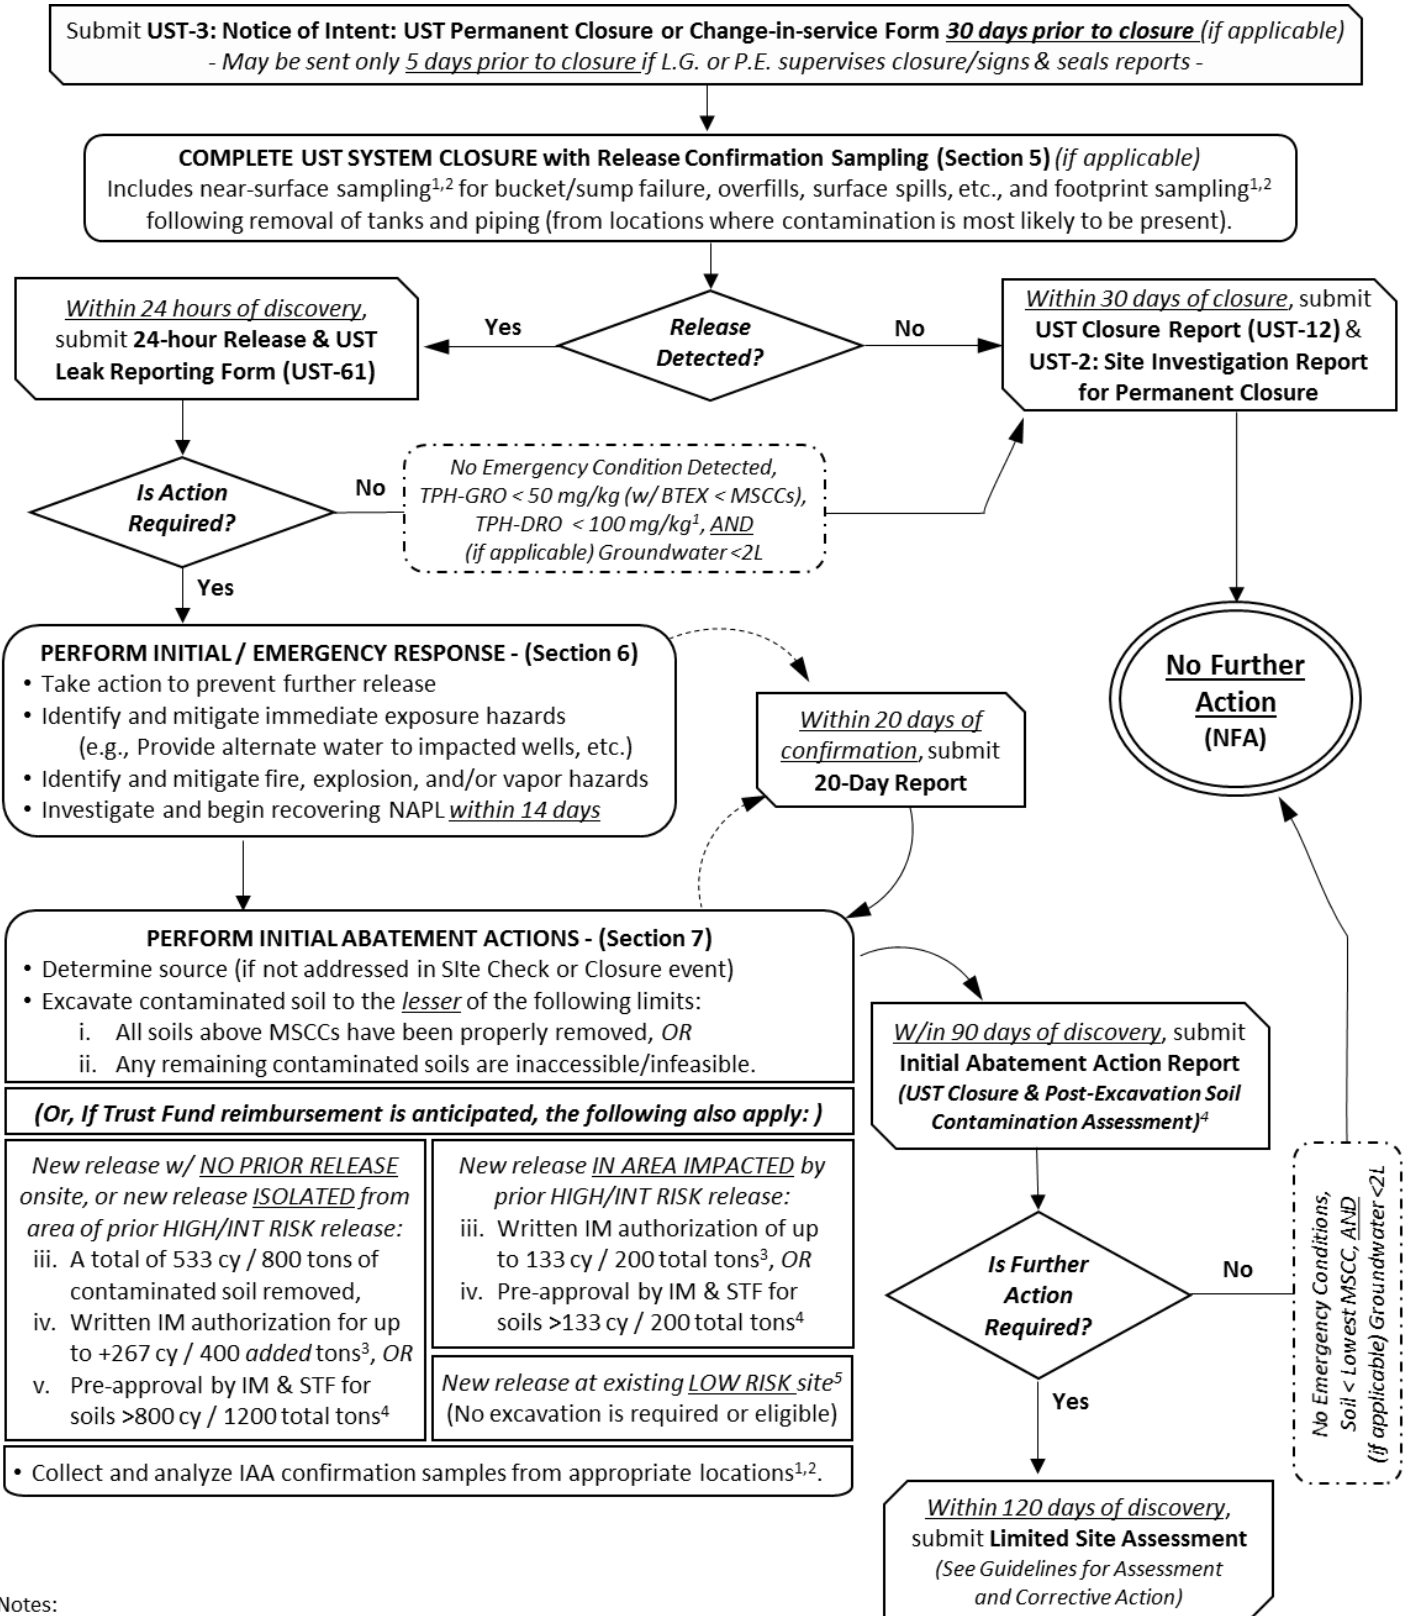 Submit UST-3: Notice of Intent: UST Permanent Closure or Change-in-service Form 30 days prior to closure (if applicable)
- May be sent only 5 days prior to closure if L.G. or P.E. supervises closure/signs & seals reports -
COMPLETE UST SYSTEM CLOSURE with Release Confirmation Sampling (Section 5) (if applicable)
Includes near-surface sampling1,2 for bucket/sump failure, overfills, surface spills, etc., and footprint sampling1,2
following removal of tanks and piping (from locations where contamination is most likely to be present).
Within 24 hours of discovery,
submit 24-hour Release & UST
Leak Reporting Form (UST-61)
Yes
Release
Detected?
No
Within 30 days of closure, submit
UST Closure Report (UST-12) &
UST-2: Site Investigation Report
for Permanent Closure
Is Action
Required?
No
No Emergency Condition Detected,
TPH-GRO < 50 mg/kg (w/ BTEX < MSCCs),
TPH-DRO < 100 mg/kg1, AND
(if applicable) Groundwater <2L
Yes
PERFORM INITIAL / EMERGENCY RESPONSE - (Section 6)
• Take action to prevent further release
• Identify and mitigate immediate exposure hazards
(e.g., Provide alternate water to impacted wells, etc.)
• Identify and mitigate fire, explosion, and/or vapor hazards
• Investigate and begin recovering NAPL within 14 days
Within 20 days of
confirmation, submit
20-Day Report
No Further
Action
(NFA)
PERFORM INITIAL ABATEMENT ACTIONS - (Section 7)
• Determine source (if not addressed in SIte Check or Closure event)
• Excavate contaminated soil to the lesser of the following limits:
i. All soils above MSCCs have been properly removed, OR
ii. Any remaining contaminated soils are inaccessible/infeasible.
(Or, If Trust Fund reimbursement is anticipated, the following also apply: )
New release w/ NO PRIOR RELEASE
onsite, or new release ISOLATED from
area of prior HIGH/INT RISK release:
iii. A total of 533 cy / 800 tons of
contaminated soil removed,
iv. Written IM authorization for up
to +267 cy / 400 added tons3, OR
v. Pre-approval by IM & STF for
soils >800 cy / 1200 total tons4
New release IN AREA IMPACTED by
prior HIGH/INT RISK release:
iii. Written IM authorization of up
to 133 cy / 200 total tons3, OR
iv. Pre-approval by IM & STF for
soils >133 cy / 200 total tons4
New release at existing LOW RISK site5
(No excavation is required or eligible)
• Collect and analyze IAA confirmation samples from appropriate locations1,2.
W/in 90 days of discovery, submit
Initial Abatement Action Report
(UST Closure & Post-Excavation Soil
Contamination Assessment)4
Is Further
Action
Required?
No
No Emergency Conditions,
Soil < Lowest MSCC, AND
(if applicable) Groundwater <2L
Yes
Within 120 days of discovery,
submit Limited Site Assessment
(See Guidelines for Assessment
and Corrective Action)
Notes: